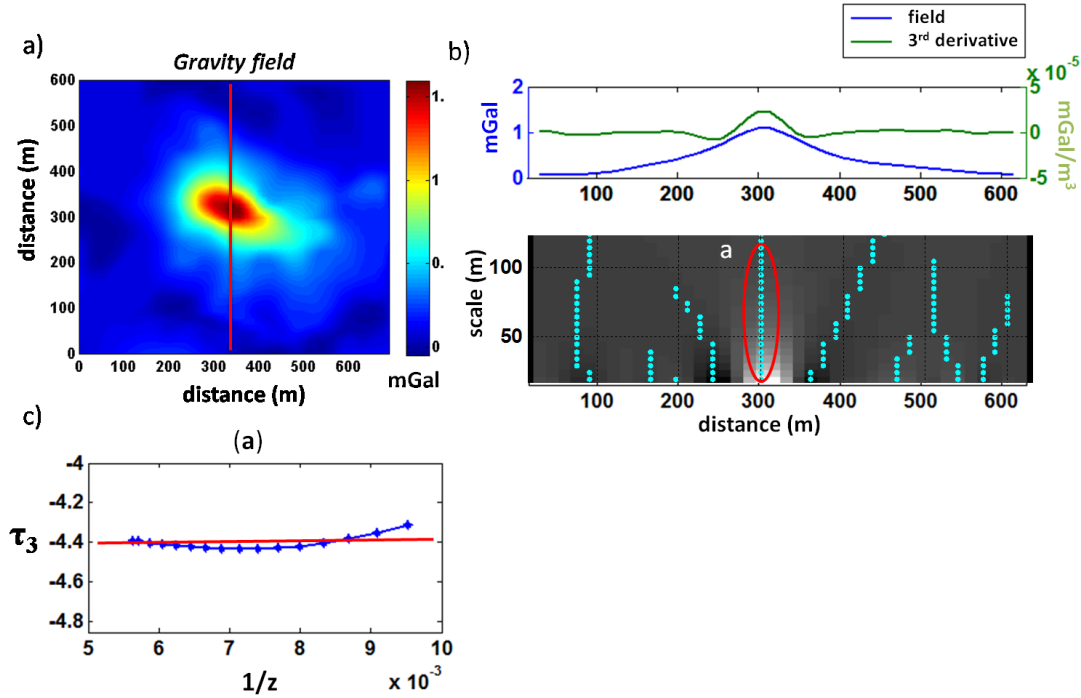 a)
Gravity field
600
500
400
300
200
100
0
distance (m)
0 100 200 300 400 500 600
distance (m)
1.
1
0.
0
mGal
field
3rd derivative
b)
x 10-5
2
1
0
mGal
5
0
-5
mGal/m3
100 200 300 400 500 600
a
100
50
scale (m)
100 200 300 400 500 600
distance (m)
c)
(a)
-4
-4.2
-4.4
-4.6
-4.8
τ3
5 6 7 8 9 10
1/z
x 10-3